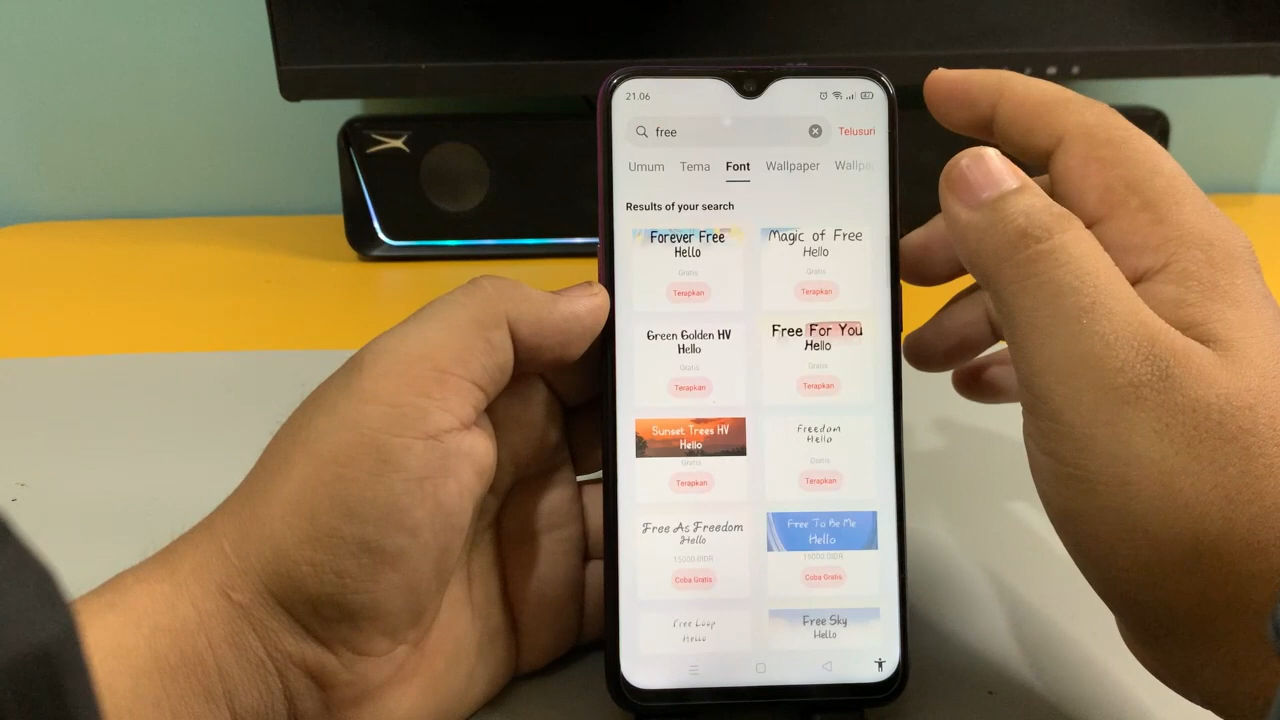 21.06
free
Telusuri
Umum Tema Font Wallpaper Wallpa
Results of your search
Forever Free
Hello
Gratis
Terapkan
Magic of Free
Hello
Gratis
Terapkan
Green Golden HV
Hello
Gratis
Terapkan
Free For You
Hello
Gratis
Terapkan
Sunset Trees HV
Hello
Gratis
Terapkan
Freedom
Hello
Gratis
Terapkan
Free As Freedom
Hello
15000.0IDR
Coba Gratis
Free To Be Me
Hello
Coba Gratis
Free Loop
Hello
Free Sky
Hello